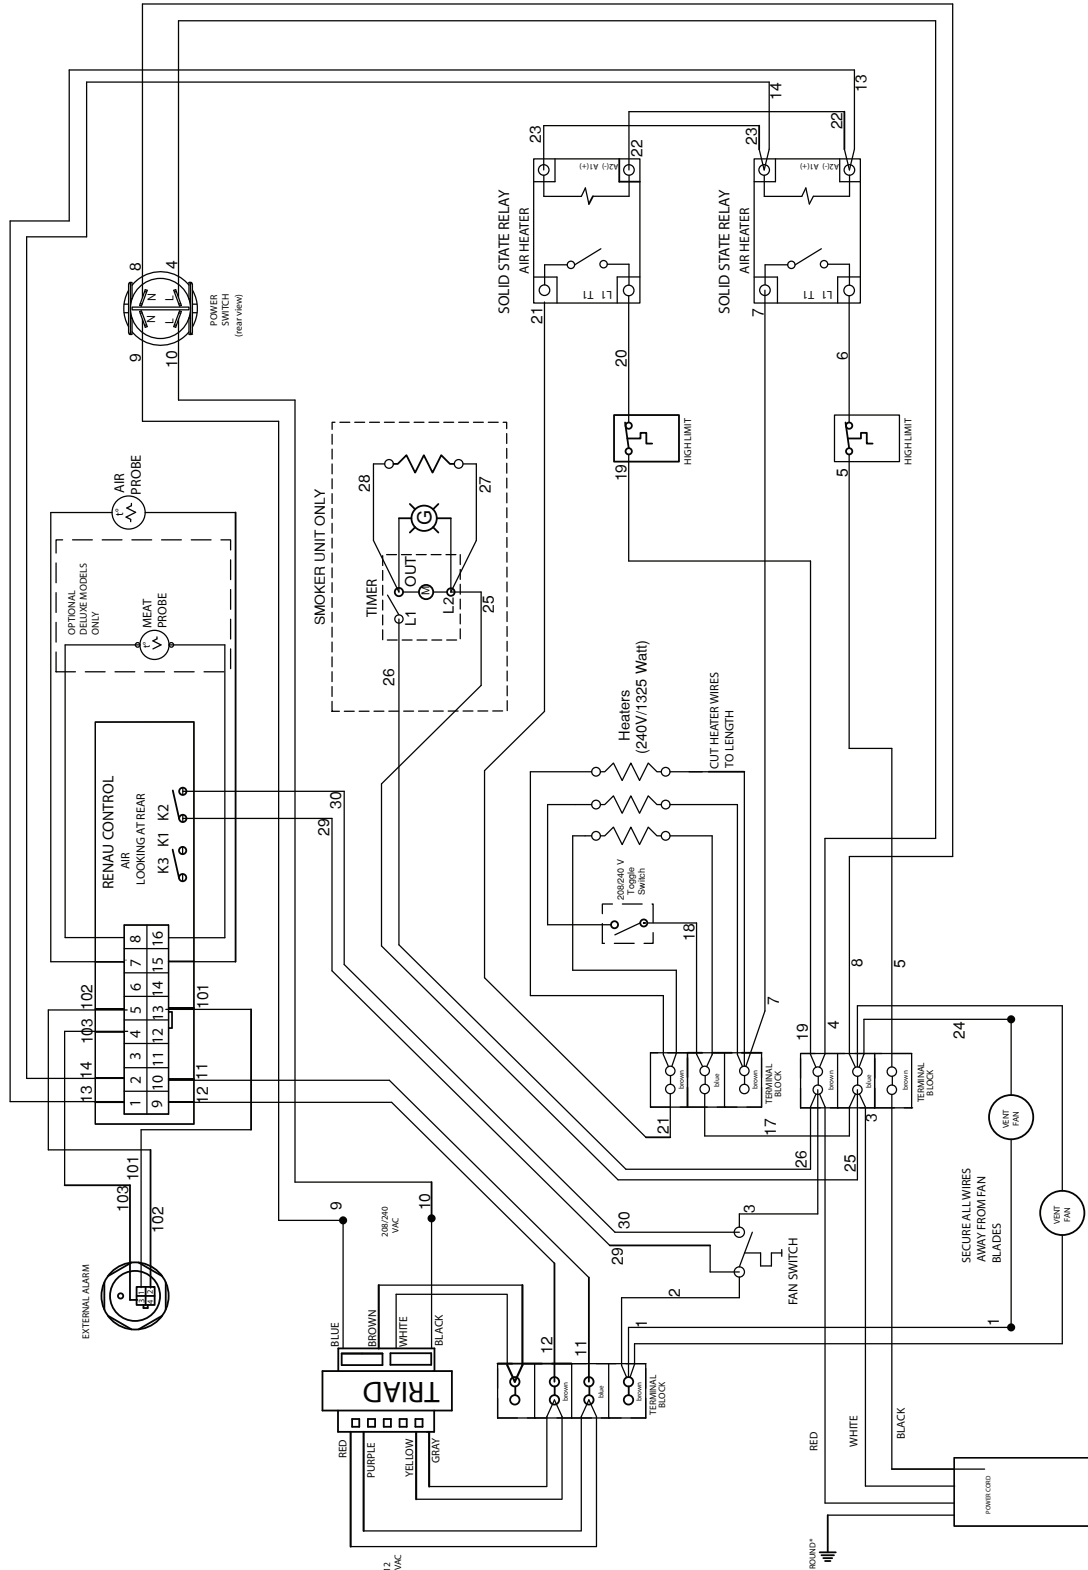 8
4
POWER
SWITCH
(rear view)
9
10
N
N
L
L
14
13
23
22
23
22
A2(-) A1(+)
SOLID STATE RELAY
AIR HEATER
L1 T1
21
20
A2(-) A1(+)
SOLID STATE RELAY
AIR HEATER
L1 T1
7
6
19
HIGH LIMIT
5
HIGH LIMIT
AIR
PROBE
t°
OPTIONAL
DELUXE MODELS
ONLY
MEAT
PROBE
t°
SMOKER UNIT ONLY
28
27
G
TIMER
OUT
M
L1
L2
25
26
RENAU CONTROL
AIR
LOOKING AT REAR
K3 K1 K2
30
29
1 2 3 4 5 6 7 8
9 10 11 12 13 14 15 16
13
14
103
102
12
11
101
Heaters
(240V/1325 Watt)
CUT HEATER WIRES
TO LENGTH
208/240 V
Toggle
Switch
18
7
brown
blue
brown
TERMINAL
BLOCK
21
17
19
4
8
5
24
brown
blue
brown
TERMINAL
BLOCK
26
25
3
EXTERNAL ALARM
103
101
102
3 1
4 2
9
208/240
VAC
10
30
29
3
FAN SWITCH
2
VENT
FAN
VENT
FAN
SECURE ALL WIRES
AWAY FROM FAN
BLADES
1
1
BLUE
BROWN
WHITE
BLACK
TRIAD
RED
PURPLE
YELLOW
GRAY
12
VAC
12
11
brown
blue
brown
TERMINAL
BLOCK
RED
WHITE
BLACK
POWER CORD
ROUND*